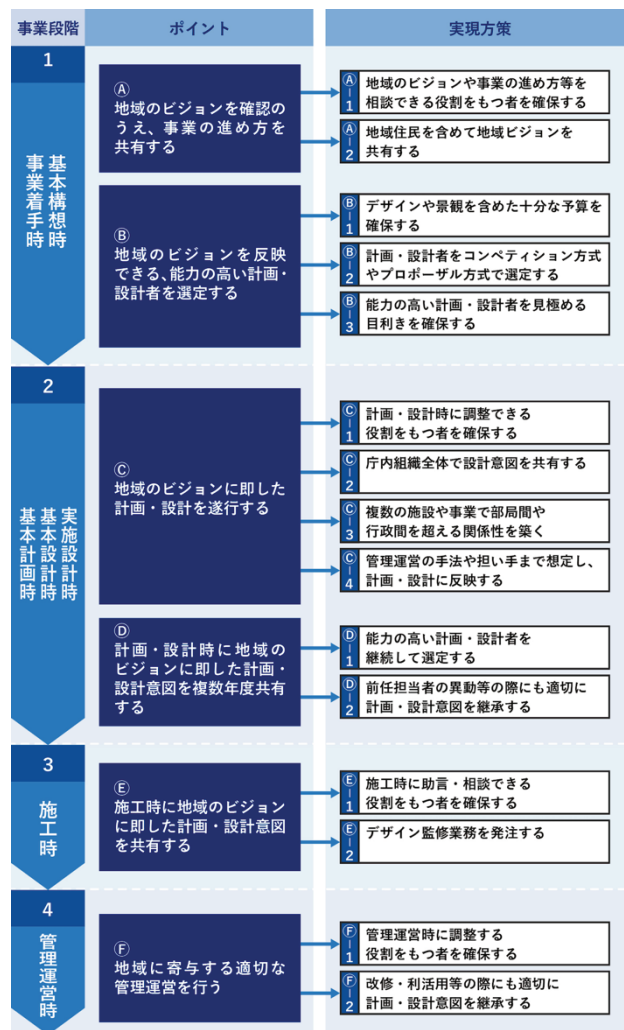 事業段階
ポイント
実現方策
1
基本構想時
事業着手時
Ⓐ
地域のビジョンを確認の
うえ、事業の進め方を
共有する
Ⓐ-1
地域のビジョンや事業の進め方等を
相談できる役割をもつ者を確保する
Ⓐ-2
地域住民を含めて地域ビジョンを
共有する
Ⓑ
地域のビジョンを反映
できる、能力の高い計画・
設計者を選定する
Ⓑ-1
デザインや景観を含めた十分な予算を
確保する
Ⓑ-2
計画・設計者をコンペティション方式
やプロポーザル方式で選定する
Ⓑ-3
能力の高い計画・設計者を見極める
目利きを確保する
2
実施設計時
基本設計時
基本計画時
Ⓒ
地域のビジョンに即した
計画・設計を遂行する
Ⓒ-1
計画・設計時に調整できる
役割をもつ者を確保する
Ⓒ-2
庁内組織全体で設計意図を共有する
Ⓒ-3
複数の施設や事業で部局間や
行政間を超える関係性を築く
Ⓒ-4
管理運営の手法や担い手まで想定し、
計画・設計に反映する
Ⓓ
計画・設計時に地域の
ビジョンに即した計画・
設計意図を複数年度共有
する
Ⓓ-1
能力の高い計画・設計者を
継続して選定する
Ⓓ-2
前任担当者の異動等の際にも適切に
計画・設計意図を継承する
3
施工時
Ⓔ
施工時に地域のビジョン
に即した計画・設計意図
を共有する
Ⓔ-1
施工時に助言・相談できる
役割をもつ者を確保する
Ⓔ-2
デザイン監修業務を発注する
4
管理運営時
Ⓕ
地域に寄与する適切な
管理運営を行う
Ⓕ-1
管理運営時に調整する
役割をもつ者を確保する
Ⓕ-2
改修・利活用等の際にも適切に
計画・設計意図を継承する